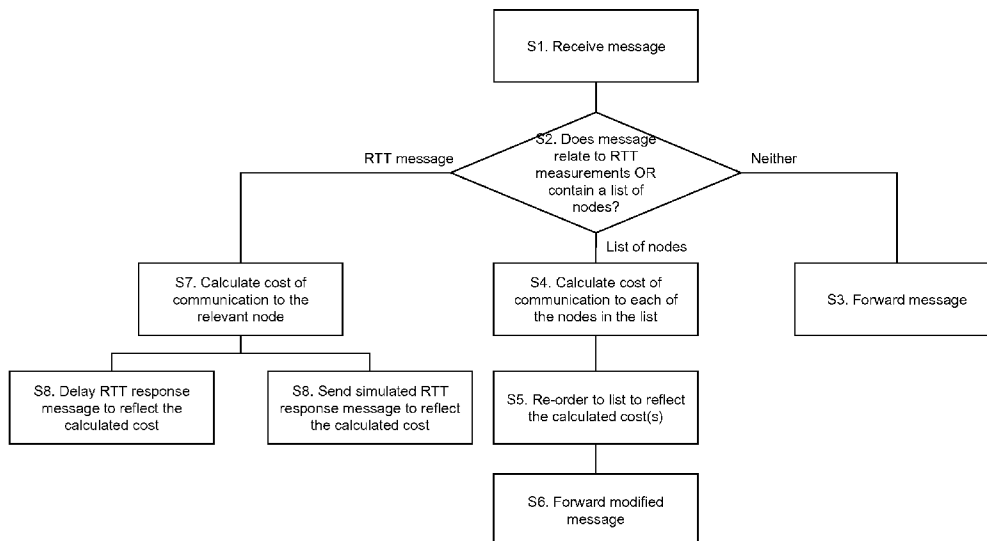 S1. Receive message
S2. Does message
relate to RTT
measurements OR
contain a list of
nodes?
RTT message
Neither
List of nodes
S7. Calculate cost of
communication to the
relevant node
S4. Calculate cost of
communication to each of
the nodes in the list
S3. Forward message
S8. Delay RTT response
message to reflect the
calculated cost
S8. Send simulated RTT
response message to reflect
the calculated cost
S5. Re-order to list to reflect
the calculated cost(s)
S6. Forward modified
message